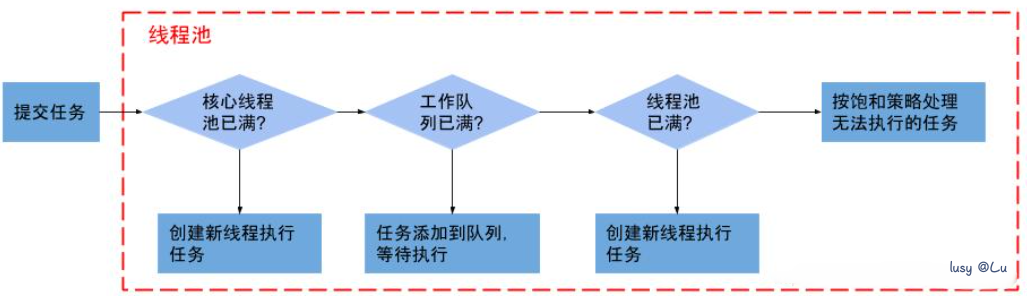 线程池
提交任务
核心线程
池已满?
工作队
列已满?
线程池
已满?
按饱和策略处理
无法执行的任务
创建新线程执行
任务
任务添加到队列,
等待执行
创建新线程执行
任务
lusy @Lu